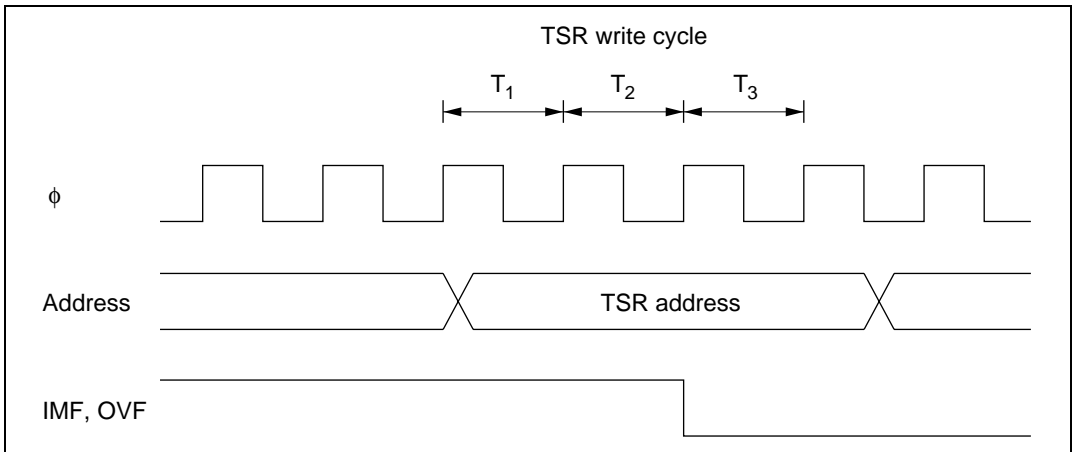 TSR write cycle
T1 T2 T3
ϕ
Address TSR address
IMF, OVF